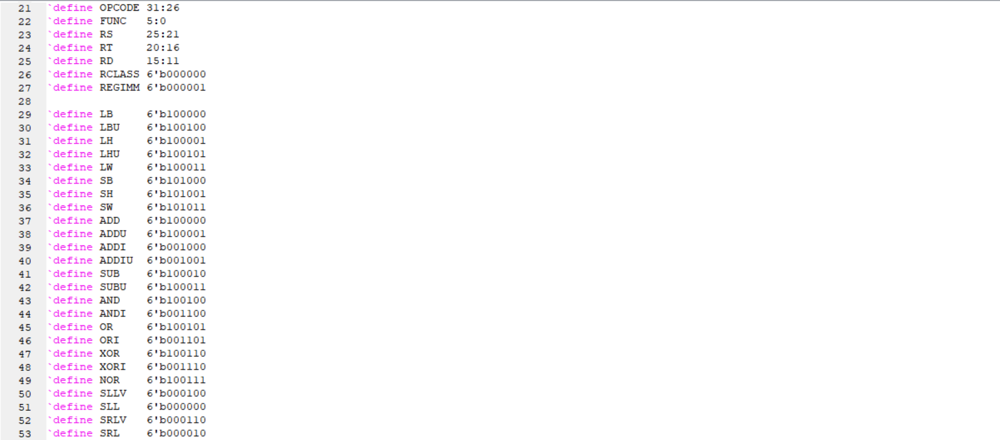 21 `define OPCODE 31:26
22 `define FUNC   5:0
23 `define RS     25:21
24 `define RT     20:16
25 `define RD     15:11
26 `define RCLASS 6'b000000
27 `define REGIMM 6'b000001
28
29 `define LB     6'b100000
30 `define LBU    6'b100100
31 `define LH     6'b100001
32 `define LHU    6'b100101
33 `define LW     6'b100011
34 `define SB     6'b101000
35 `define SH     6'b101001
36 `define SW     6'b101011
37 `define ADD    6'b100000
38 `define ADDU   6'b100001
39 `define ADDI   6'b001000
40 `define ADDIU  6'b001001
41 `define SUB    6'b100010
42 `define SUBU   6'b100011
43 `define AND    6'b100100
44 `define ANDI   6'b001100
45 `define OR     6'b100101
46 `define ORI    6'b001101
47 `define XOR    6'b100110
48 `define XORI   6'b001110
49 `define NOR    6'b100111
50 `define SLLV   6'b000100
51 `define SLL    6'b000000
52 `define SRLV   6'b000110
53 `define SRL    6'b000010